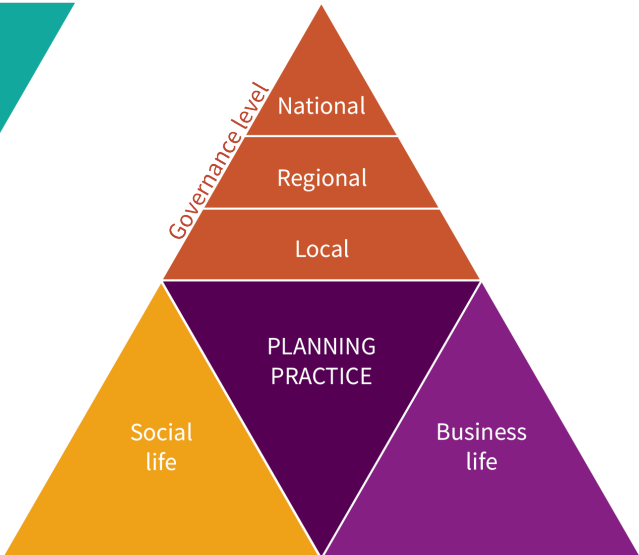 Governance level
National
Regional
Local
PLANNING
PRACTICE
Social
life
Business
life